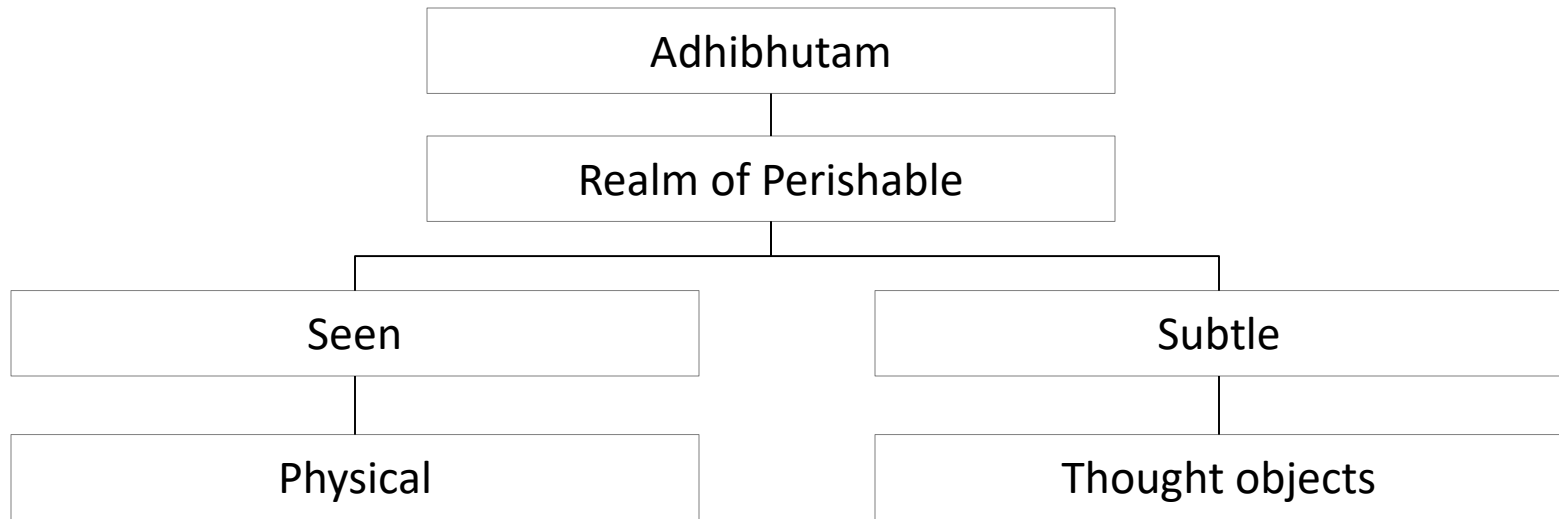 Adhibhutam
Realm of Perishable
Seen
Subtle
Physical
Thought objects